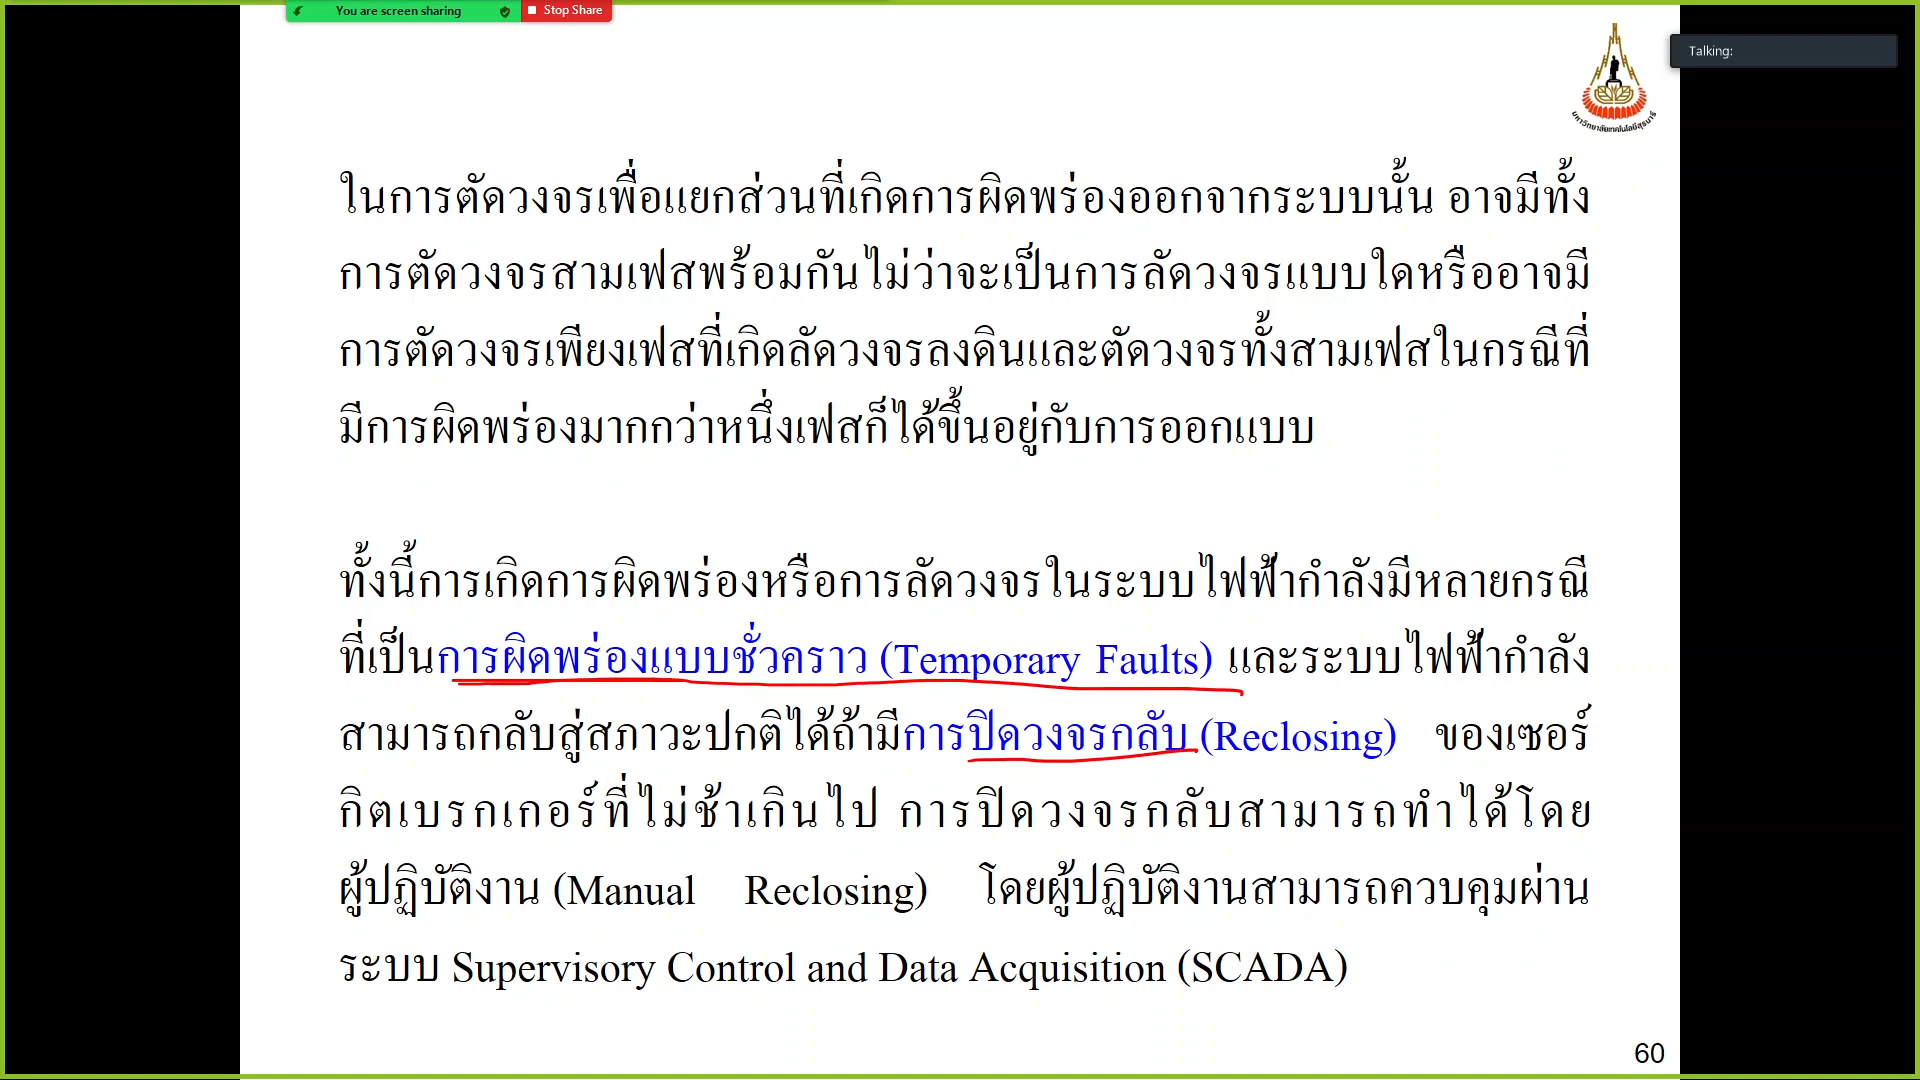 You are screen sharing
Stop Share
Talking:
มหาวิทยาลัยเทคโนโลยีสุรนารี
ในการตัดวงจรเพื่อแยกส่วนที่เกิดการผิดพร่องออกจากระบบนั้น อาจมีทั้ง
การตัดวงจรสามเฟสพร้อมกันไม่ว่าจะเป็นการลัดวงจรแบบใดหรืออาจมี
การตัดวงจรเพียงเฟสที่เกิดลัดวงจรลงดินและตัดวงจรทั้งสามเฟสในกรณีที่
มีการผิดพร่องมากกว่าหนึ่งเฟสก็ได้ขึ้นอยู่กับการออกแบบ
ทั้งนี้การเกิดการผิดพร่องหรือการลัดวงจรในระบบไฟฟ้ากำลังมีหลายกรณี
ที่เป็นการผิดพร่องแบบชั่วคราว (Temporary Faults) และระบบไฟฟ้ากำลัง
สามารถกลับสู่สภาวะปกติได้ถ้ามีการปิดวงจรกลับ (Reclosing) ของเซอร์
กิตเบรกเกอร์ที่ไม่ช้าเกินไป การปิดวงจรกลับสามารถทำได้โดย
ผู้ปฏิบัติงาน (Manual Reclosing) โดยผู้ปฏิบัติงานสามารถควบคุมผ่าน
ระบบ Supervisory Control and Data Acquisition (SCADA)
60